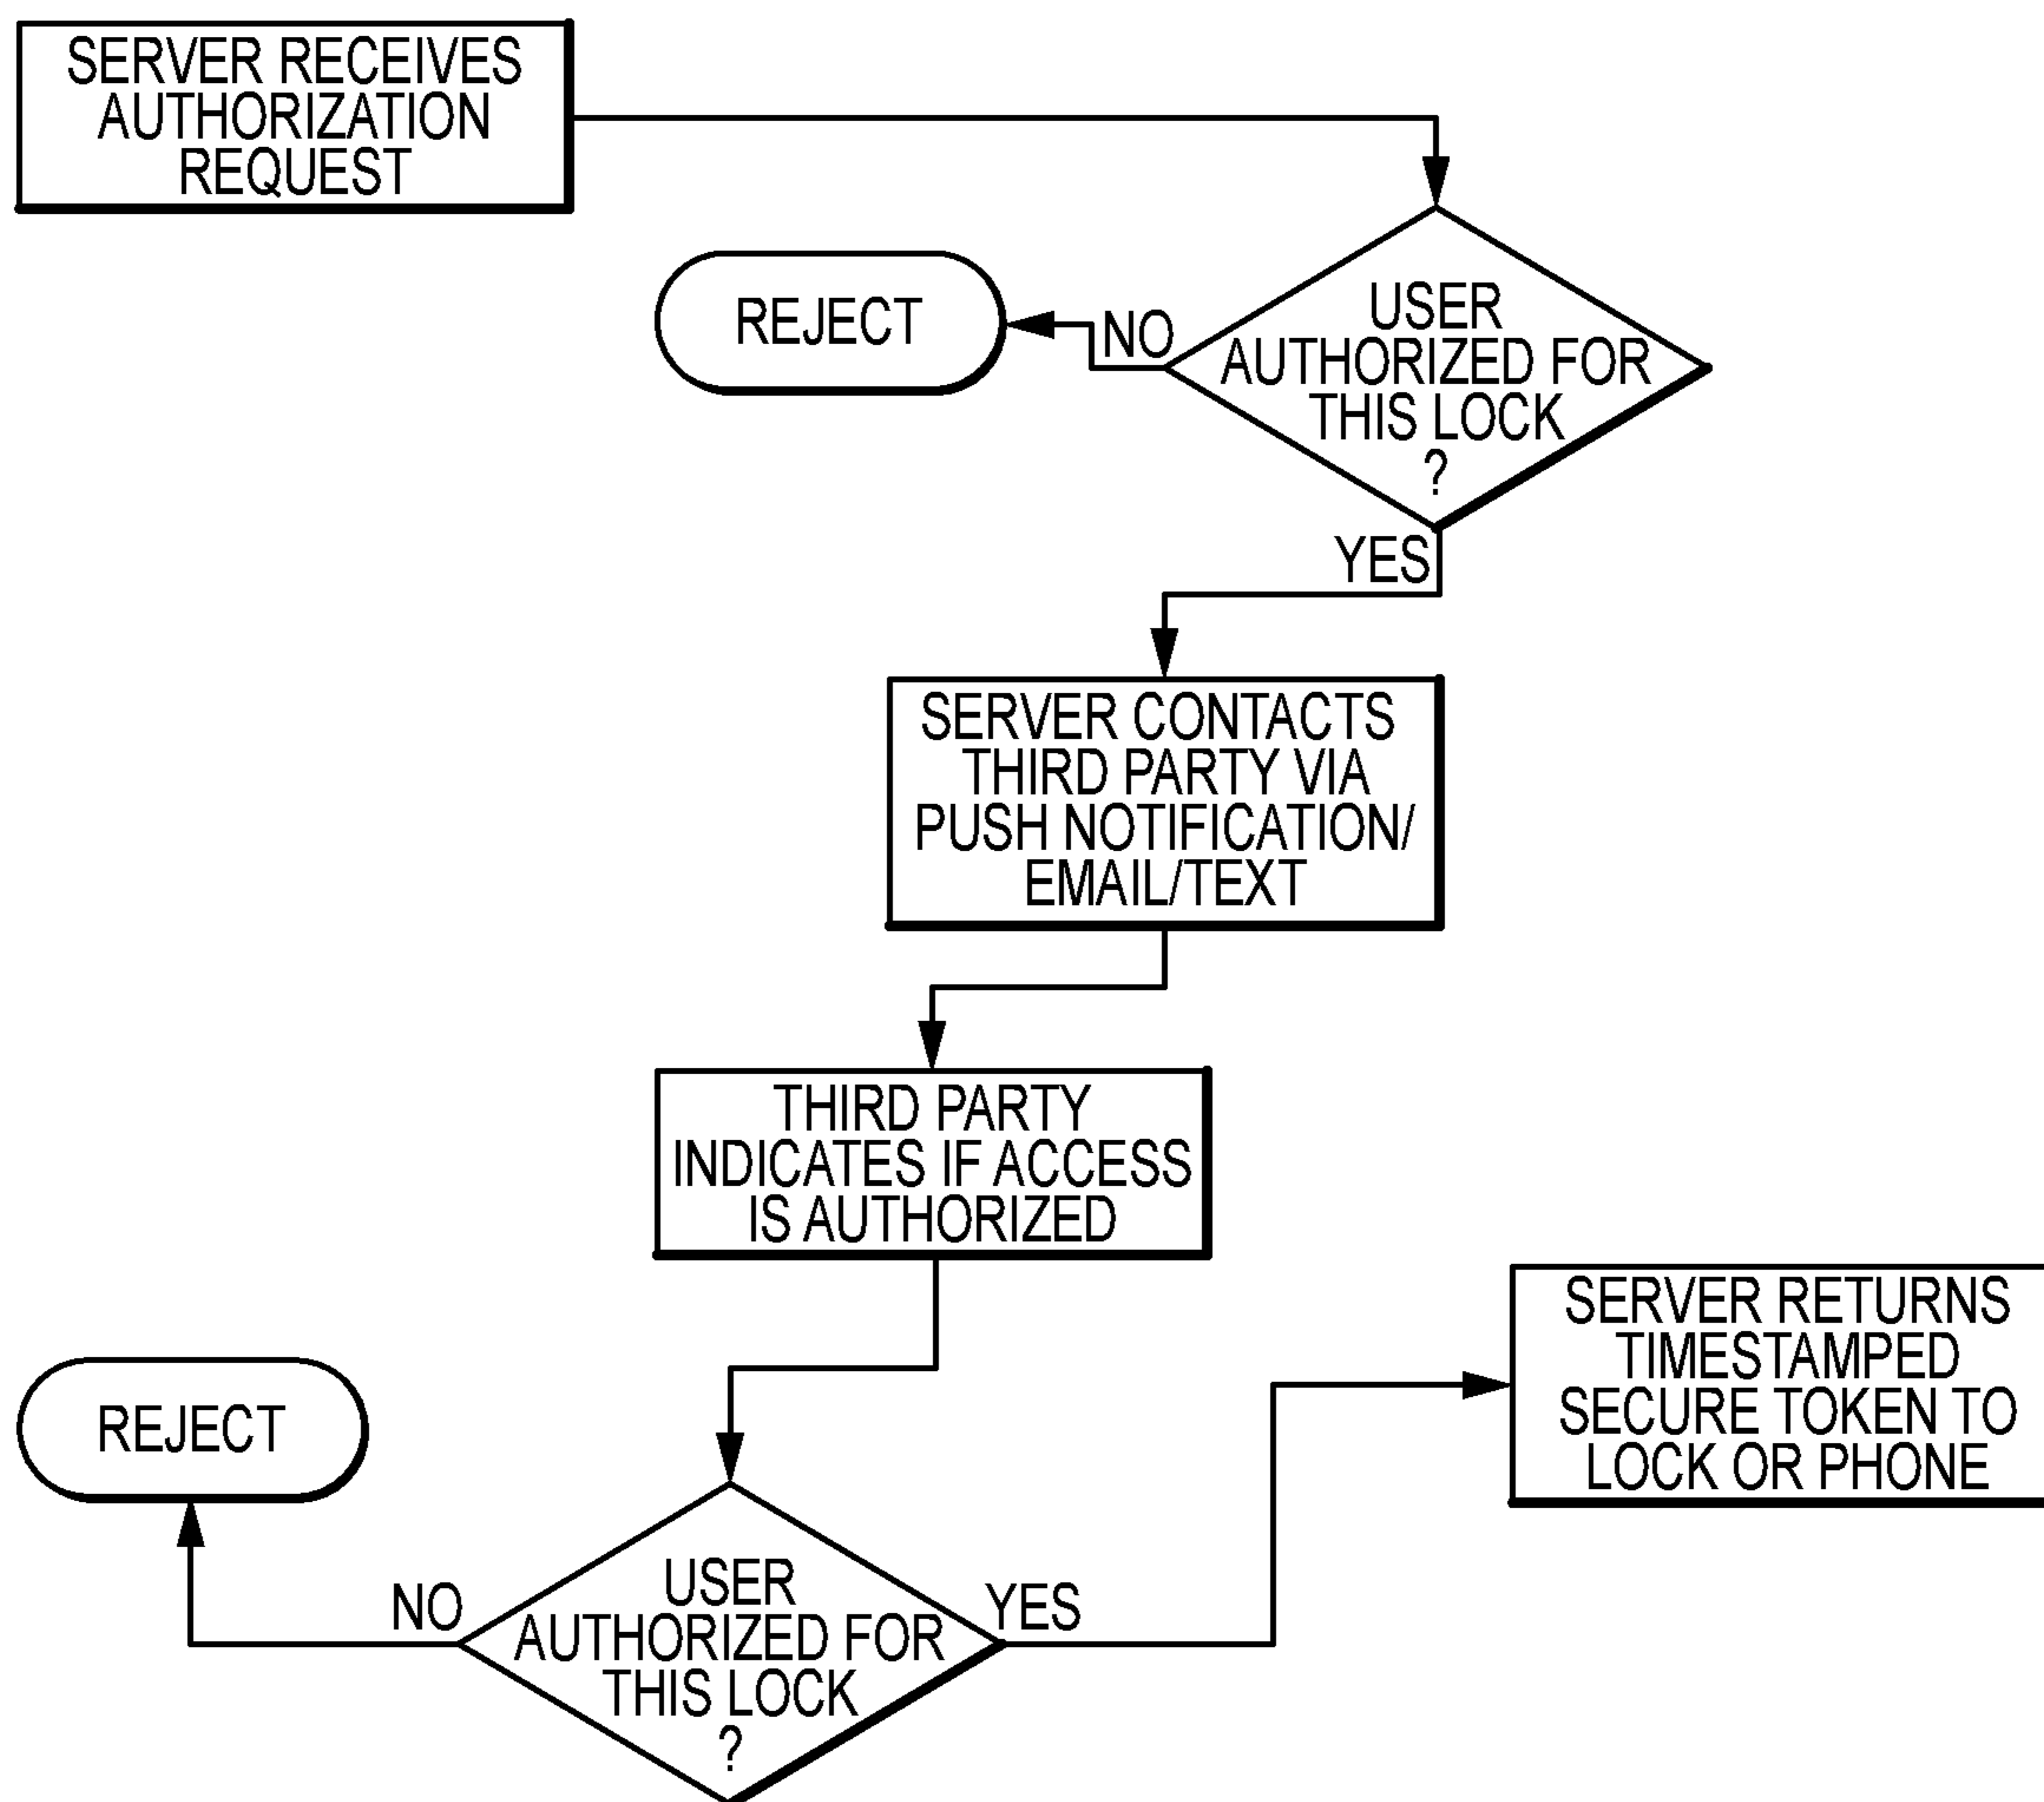 SERVER RECEIVES
AUTHORIZATION
REQUEST
REJECT
NO
USER
AUTHORIZED FOR
THIS LOCK
?
YES
SERVER CONTACTS
THIRD PARTY VIA
PUSH NOTIFICATION/
EMAIL/TEXT
THIRD PARTY
INDICATES IF ACCESS
IS AUTHORIZED
SERVER RETURNS
TIMESTAMPED
SECURE TOKEN TO
LOCK OR PHONE
REJECT
NO
USER
AUTHORIZED FOR
THIS LOCK
?
YES